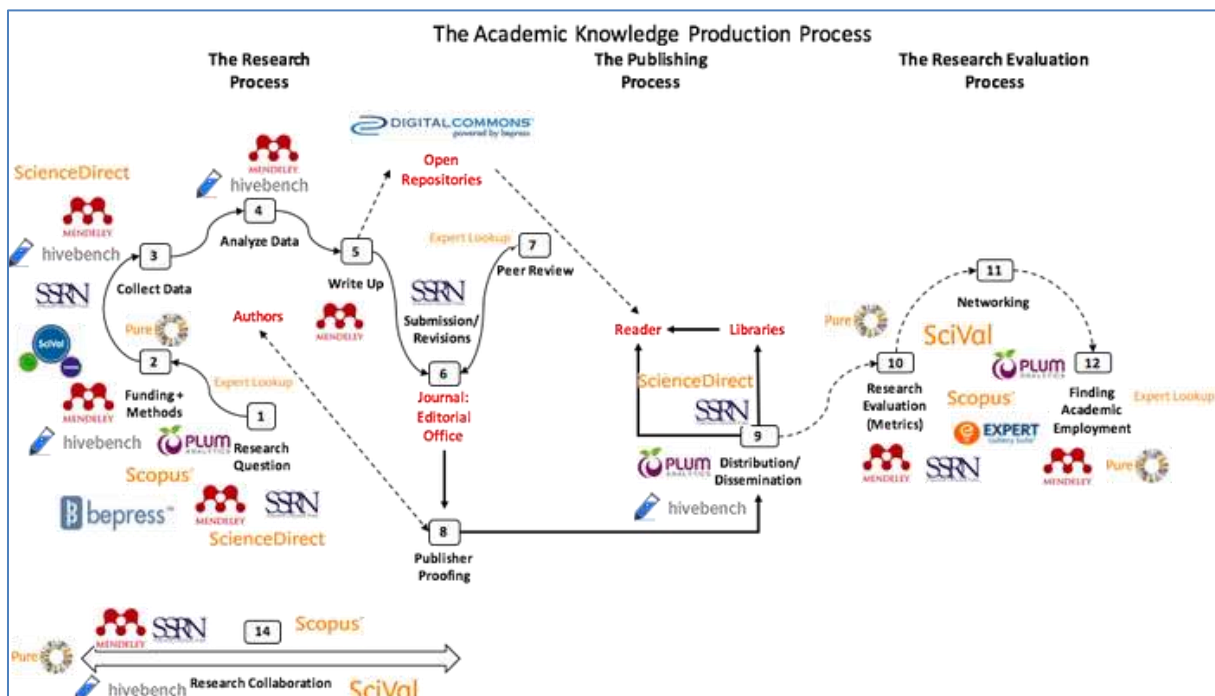 The Academic Knowledge Production Process
The Research
Process
The Publishing
Process
The Research Evaluation
Process
DIGITALCOMMONS
powered by bepress
Open
Repositories
MENDELEY
hivebench
4
Analyze Data
ScienceDirect
MENDELEY
hivebench
3
Collect Data
SSRN
5
Write Up
MENDELEY
Expert Lookup
7
Peer Review
SSRN
Submission/
Revisions
Authors
Pure
SciVal
2
Funding +
Methods
Expert Lookup
1
Research
Question
MENDELEY
hivebench
PLUM
ANALYTICS
Scopus
bepress
MENDELEY
SSRN
ScienceDirect
6
Journal:
Editorial
Office
8
Publisher
Proofing
Reader
Libraries
ScienceDirect
SSRN
9
Distribution/
Dissemination
PLUM
ANALYTICS
hivebench
11
Networking
Pure
SciVal
10
Research
Evaluation
(Metrics)
PLUM
ANALYTICS
12
Finding
Academic
Employment
Scopus
EXPERT
Expert Lookup
MENDELEY
SSRN
MENDELEY
Pure
MENDELEY
SSRN
14
Scopus
Pure
hivebench
Research Collaboration
SciVal